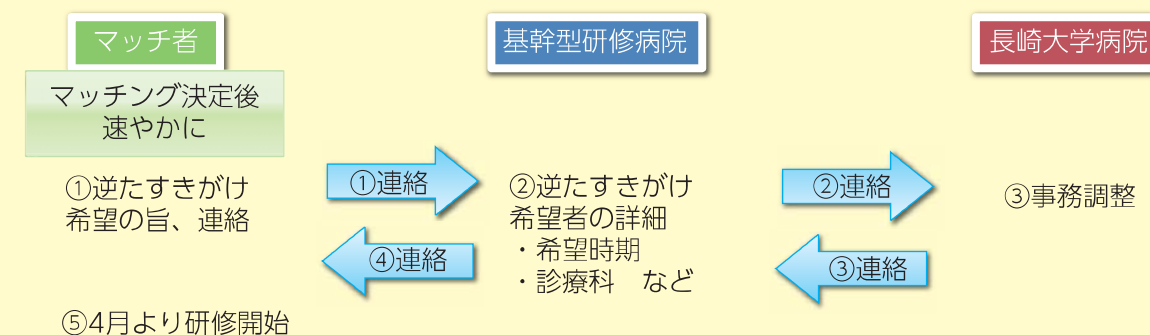 マッチ者
マッチング決定後
速やかに
①逆たすきがけ
希望の旨、連絡
⑤4月より研修開始
①連絡
④連絡
基幹型研修病院
②逆たすきがけ
希望者の詳細
・希望時期
・診療科　など
②連絡
③連絡
長崎大学病院
③事務調整